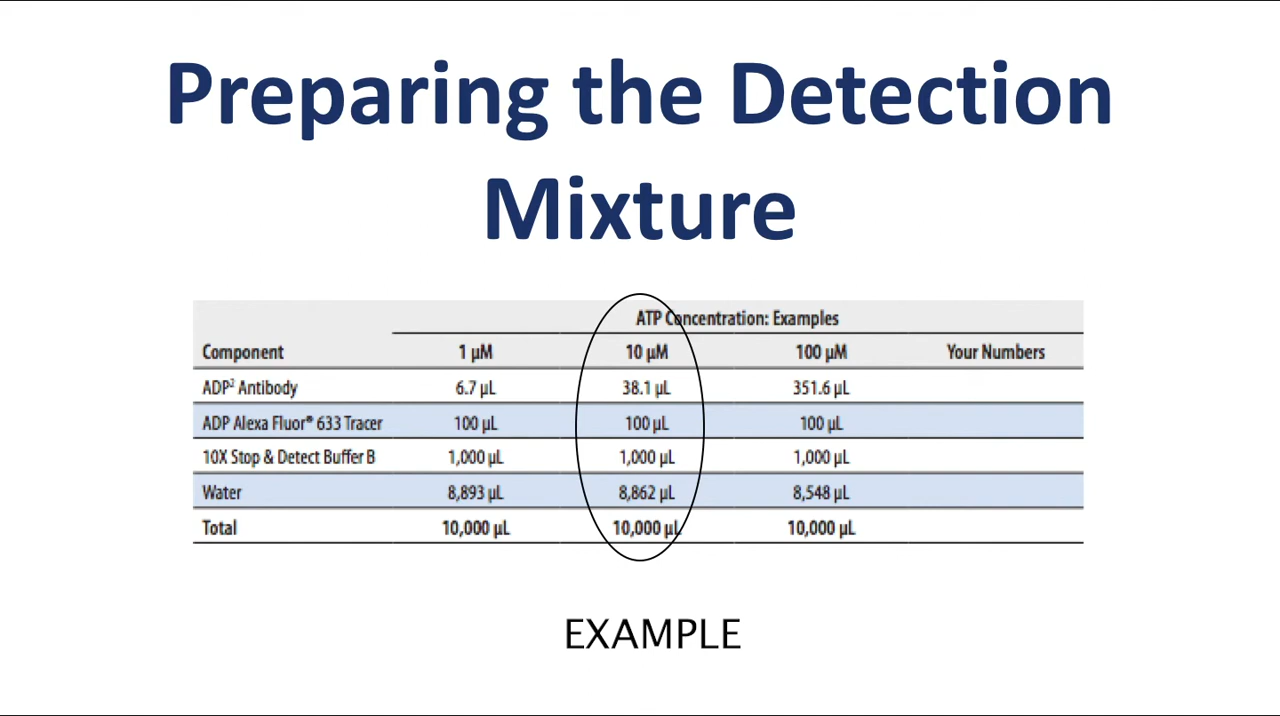 Preparing the Detection
Mixture
ATP Concentration: Examples
Component 1 µM 10 µM 100 µM Your Numbers
ADP² Antibody 6.7 µL 38.1 µL 351.6 µL
ADP Alexa Fluor® 633 Tracer 100 µL 100 µL 100 µL
10X Stop & Detect Buffer B 1,000 µL 1,000 µL 1,000 µL
Water 8,893 µL 8,862 µL 8,548 µL
Total 10,000 µL 10,000 µL 10,000 µL
EXAMPLE